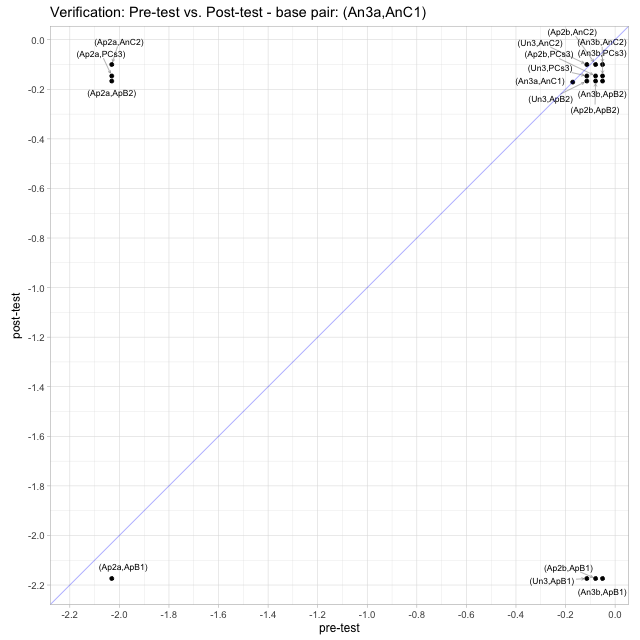 Verification: Pre-test vs. Post-test - base pair: (An3a,AnC1)
0.0
-0.2
-0.4
-0.6
-0.8
-1.0
-1.2
-1.4
-1.6
-1.8
-2.0
-2.2
post-test
(Ap2a,AnC2)
(Ap2a,PCs3)
(Ap2a,ApB2)
(Ap2b,AnC2)
(Un3,AnC2)
(An3b,AnC2)
(Ap2b,PCs3)
(An3b,PCs3)
(Un3,PCs3)
(An3a,AnC1)
(Un3,ApB2)
(An3b,ApB2)
(Ap2b,ApB2)
(Ap2a,ApB1)
(Ap2b,ApB1)
(Un3,ApB1)
(An3b,ApB1)
-2.2 -2.0 -1.8 -1.6 -1.4 -1.2 -1.0 -0.8 -0.6 -0.4 -0.2 0.0
pre-test